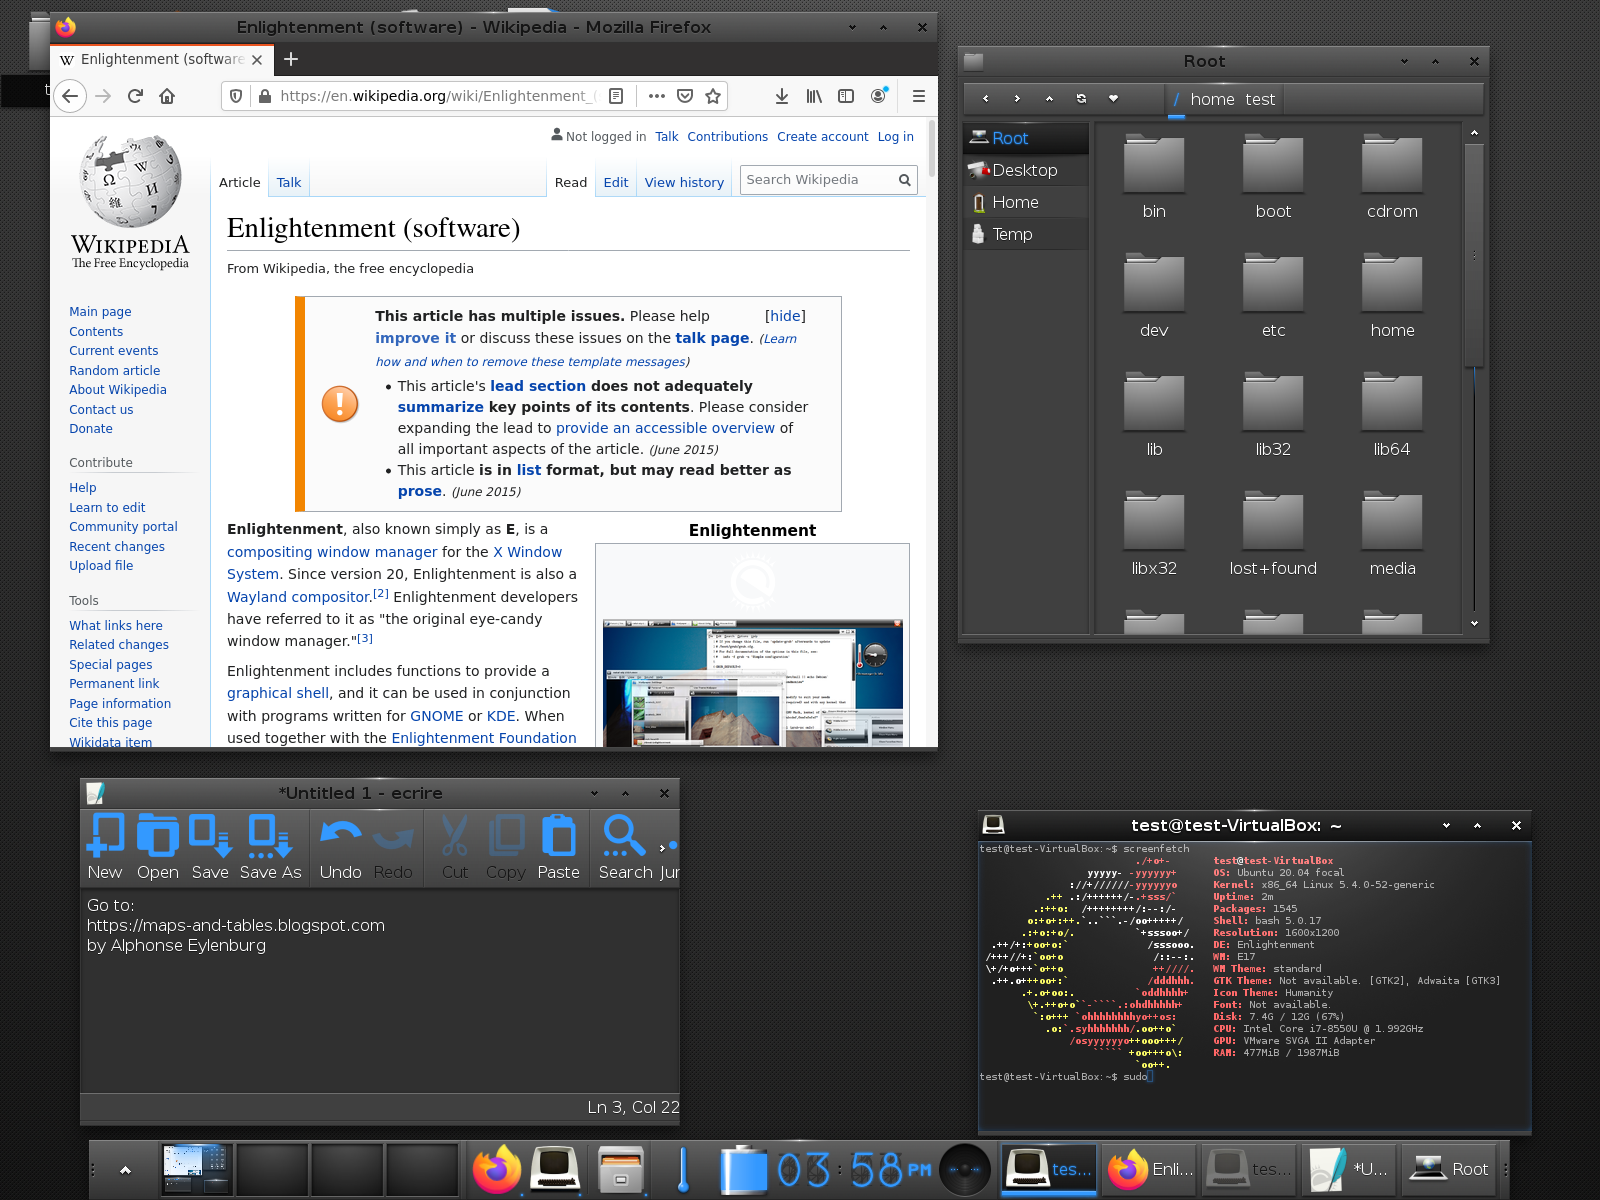 Enlightenment (software) - Wikipedia - Mozilla Firefox
Enlightenment (software
https://en.wikipedia.org/wiki/Enlightenment_(
Not logged in Talk Contributions Create account Log in
Article Talk Read Edit View history Search Wikipedia
WIKIPEDIA
The Free Encyclopedia
Main page
Contents
Current events
Random article
About Wikipedia
Contact us
Donate
Contribute
Help
Learn to edit
Community portal
Recent changes
Upload file
Tools
What links here
Related changes
Special pages
Permanent link
Page information
Cite this page
Wikidata item
Enlightenment (software)
From Wikipedia, the free encyclopedia
This article has multiple issues. Please help [hide]
improve it or discuss these issues on the talk page. (Learn
how and when to remove these template messages)
• This article's lead section does not adequately
summarize key points of its contents. Please consider
expanding the lead to provide an accessible overview of
all important aspects of the article. (June 2015)
• This article is in list format, but may read better as
prose. (June 2015)
Enlightenment, also known simply as E, is a
compositing window manager for the X Window
System. Since version 20, Enlightenment is also a
Wayland compositor.[2] Enlightenment developers
have referred to it as "the original eye-candy
window manager."[3]
Enlightenment includes functions to provide a
graphical shell, and it can be used in conjunction
with programs written for GNOME or KDE. When
used together with the Enlightenment Foundation
Enlightenment
Root
/ home test
Root
Desktop
Home
Temp
bin boot cdrom
dev etc home
lib lib32 lib64
libx32 lost+found media
*Untitled 1 - ecrire
New Open Save Save As Undo Redo Cut Copy Paste Search Jur
Go to:
https://maps-and-tables.blogspot.com
by Alphonse Eylenburg
Ln 3, Col 22
test@test-VirtualBox: ~
test@test-VirtualBox:~$ screenfetch
test@test-VirtualBox
OS: Ubuntu 20.04 focal
Kernel: x86_64 Linux 5.4.0-52-generic
Uptime: 2m
Packages: 1545
Shell: bash 5.0.17
Resolution: 1600x1200
DE: Enlightenment
WM: E17
WM Theme: standard
GTK Theme: Not available. [GTK2], Adwaita [GTK3]
Icon Theme: Humanity
Font: Not available.
Disk: 7.4G / 12G (67%)
CPU: Intel Core i7-8550U @ 1.992GHz
GPU: VMware SVGA II Adapter
RAM: 477MiB / 1987MiB
test@test-VirtualBox:~$ sudo
03:58 PM
tes... Enli... tes... *U... Root